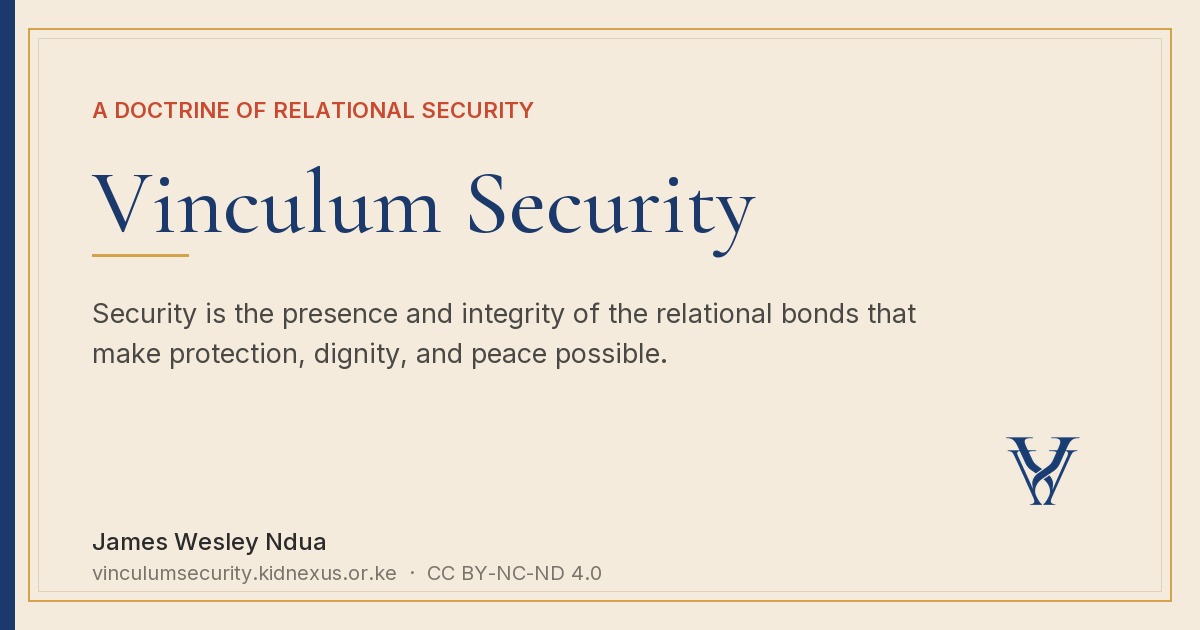 A DOCTRINE OF RELATIONAL SECURITY
Vinculum Security
Security is the presence and integrity of the relational bonds that
make protection, dignity, and peace possible.
James Wesley Ndua
vinculumsecurity.kidnexus.or.ke · CC BY-NC-ND 4.0